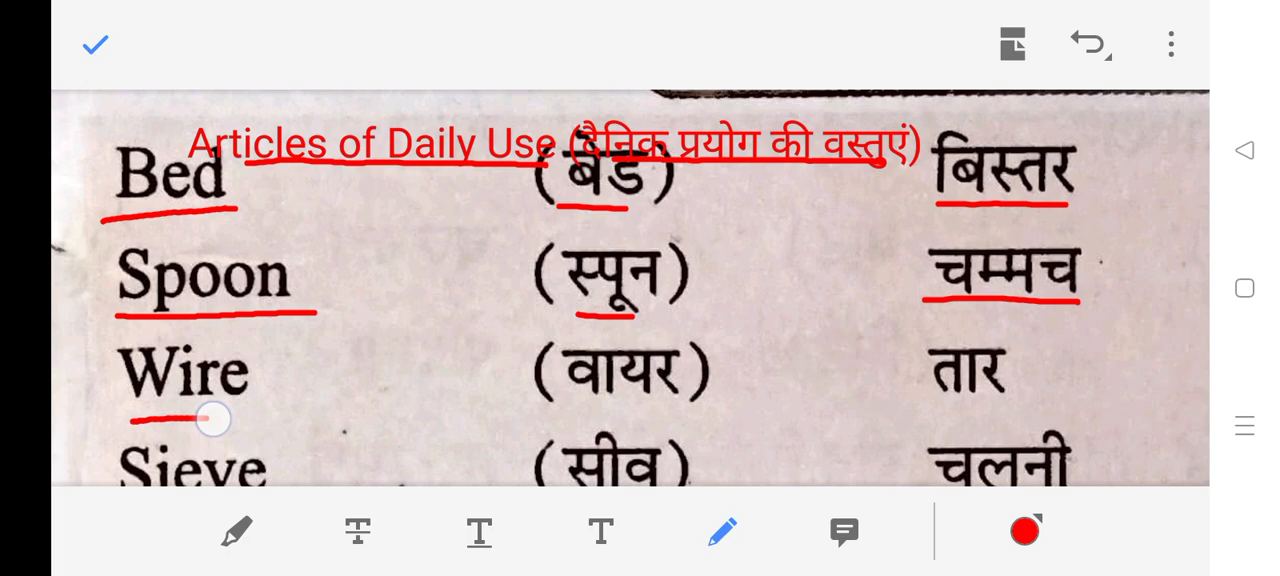 Articles of Daily Use (दैनिक प्रयोग की वस्तुएं)
Bed (बेड) बिस्तर
Spoon (स्पून) चम्मच
Wire (वायर) तार
Sieve (सीव) चलनी
T T T